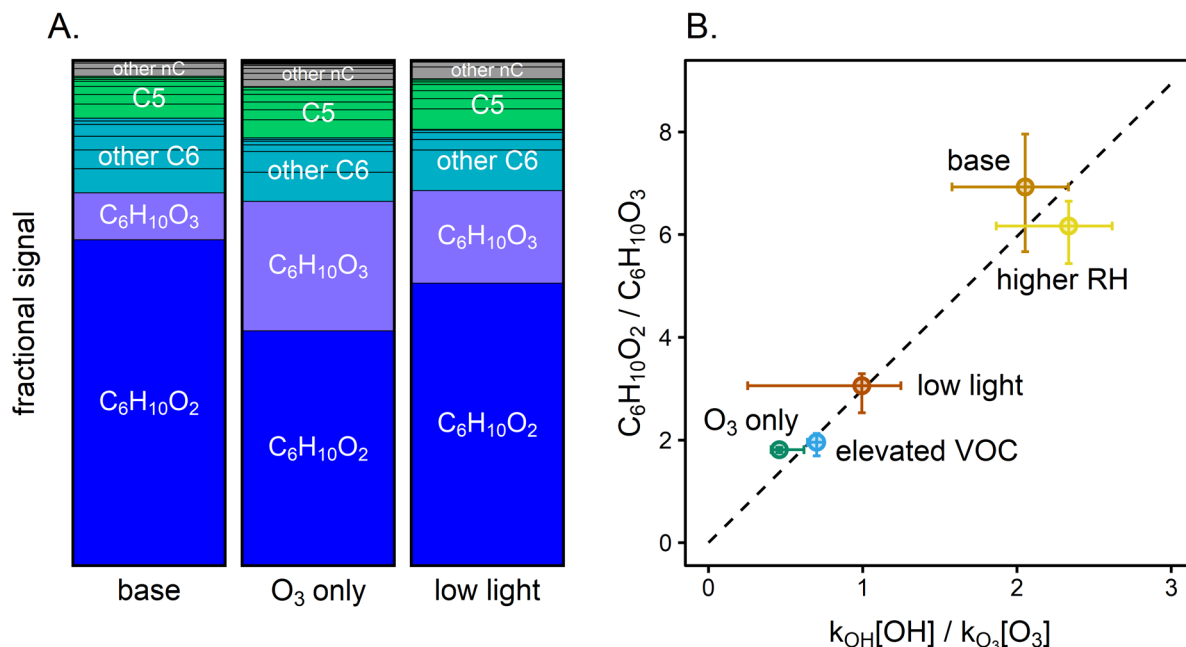 A.
fractional signal
other nC
C5
other C6
C₆H₁₀O₃
C₆H₁₀O₂
base
other nC
C5
other C6
C₆H₁₀O₃
C₆H₁₀O₂
O₃ only
other nC
C5
other C6
C₆H₁₀O₃
C₆H₁₀O₂
low light
B.
C₆H₁₀O₂ / C₆H₁₀O₃
8
6
4
2
0
base
higher RH
low light
O₃ only
elevated VOC
0
1
2
3
k_OH[OH] / k_O₃[O₃]